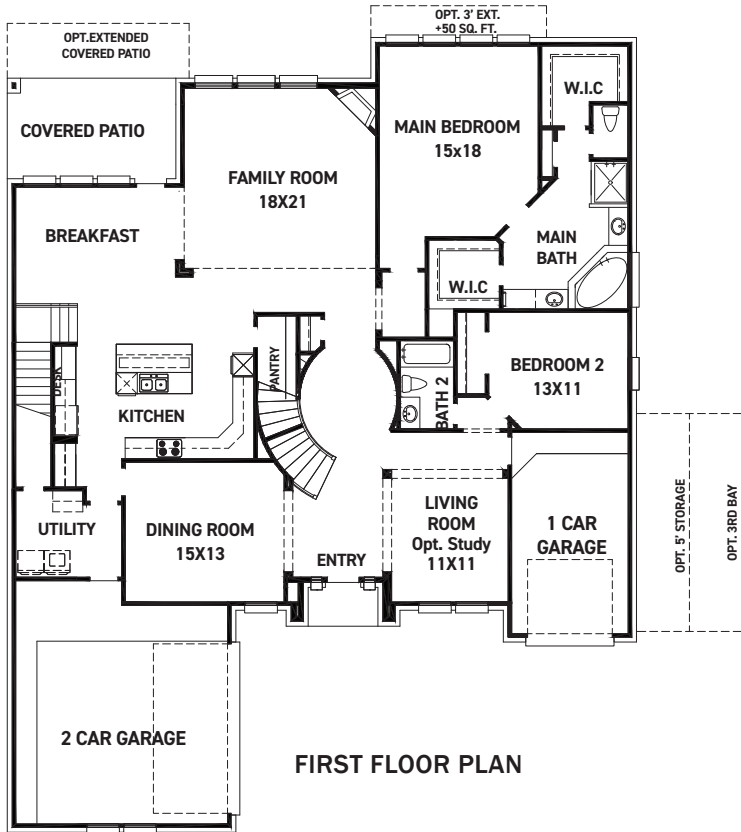 OPT. 3' EXT.
+50 SQ. FT.
OPT.EXTENDED
COVERED PATIO
W.I.C
COVERED PATIO
MAIN BEDROOM
15x18
FAMILY ROOM
18X21
BREAKFAST
MAIN
BATH
W.I.C
PANTRY
BEDROOM 2
13X11
DESK
BATH 2
KITCHEN
LIVING
ROOM
Opt. Study
11X11
1 CAR
GARAGE
OPT. 5' STORAGE
OPT. 3RD BAY
UTILITY
DINING ROOM
15X13
ENTRY
2 CAR GARAGE
FIRST FLOOR PLAN